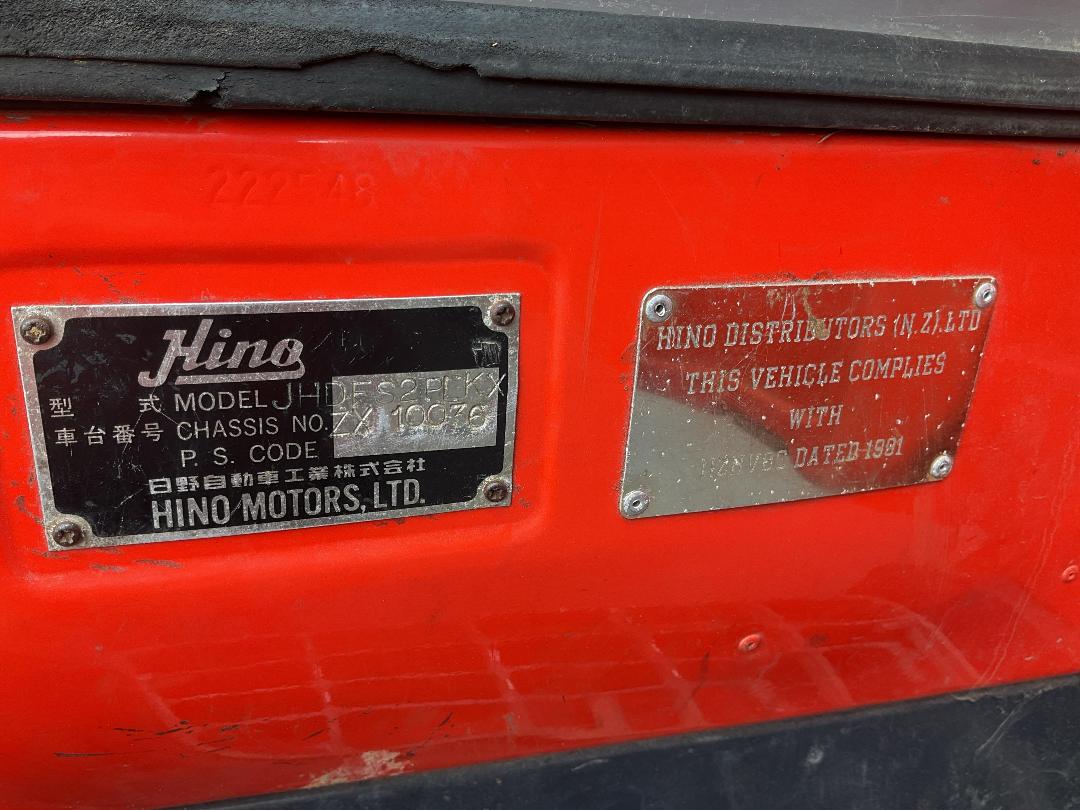 222548
Hino
型 式 MODEL JHDFS2PLKX
車台番号 CHASSIS NO. ZX 10036
P. S. CODE
日野自動車工業株式会社
HINO MOTORS, LTD.
HINO DISTRIBUTORS (N.Z). LTD
THIS VEHICLE COMPLIES
WITH
DATED 1981